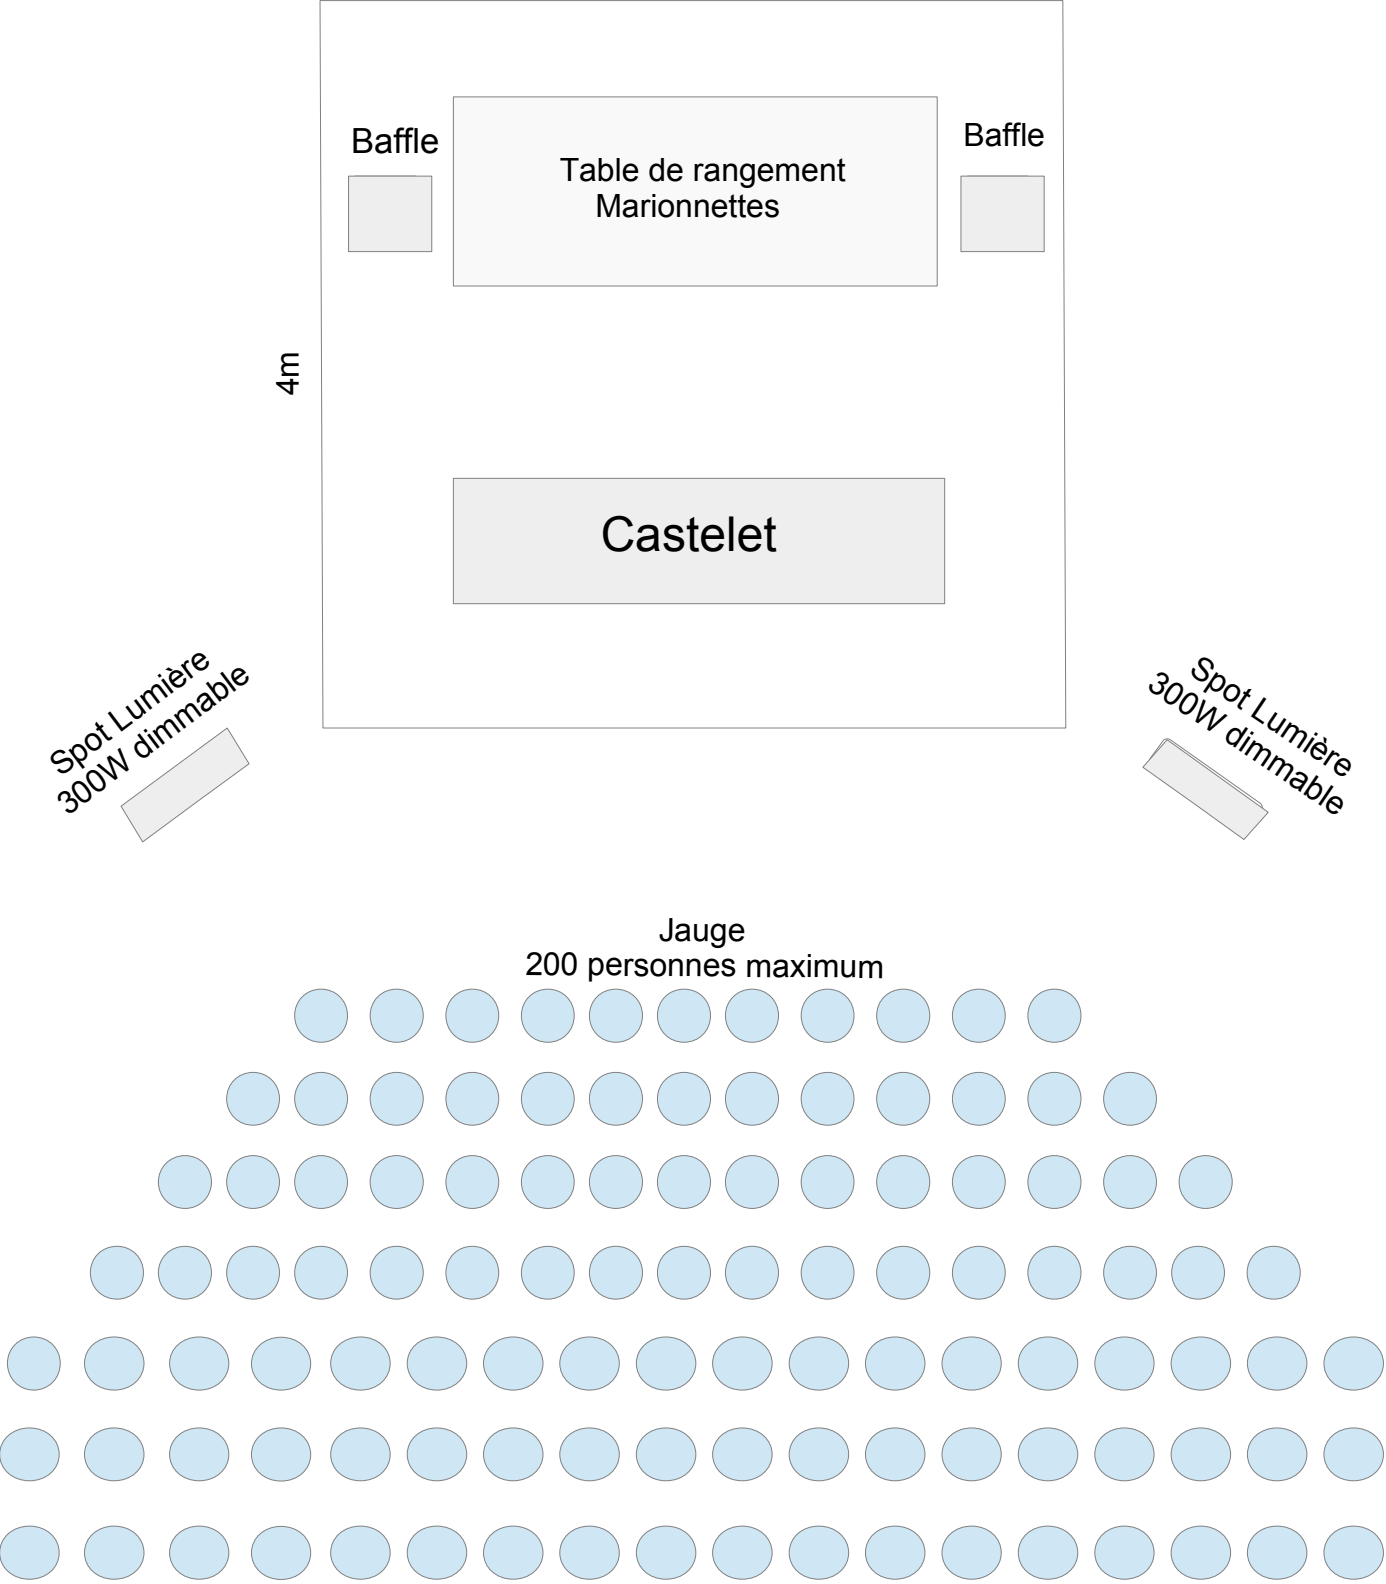 Baffle
Baffle
Table de rangement
Marionnettes
4m
Castelet
Spot Lumière
300W dimmable
Spot Lumière
300W dimmable
Jauge
200 personnes maximum